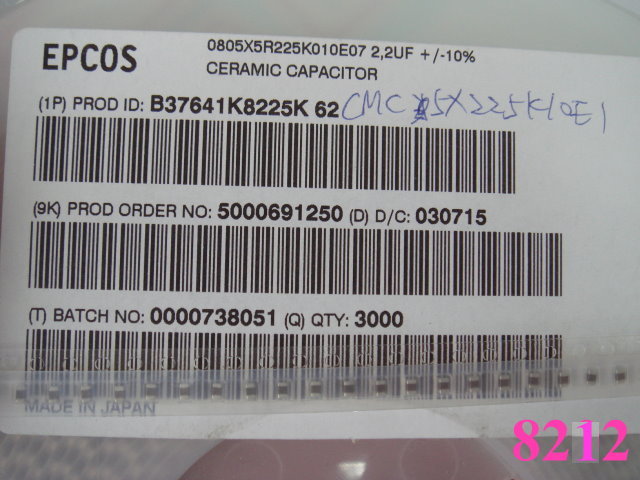 EPCOS
0805X5R225K010E07 2,2UF +/-10%
CERAMIC CAPACITOR
(1P) PROD ID: B37641K8225K 62
(9K) PROD ORDER NO: 5000691250 (D) D/C: 030715
(T) BATCH NO: 0000738051 (Q) QTY: 3000
MADE IN JAPAN
8212